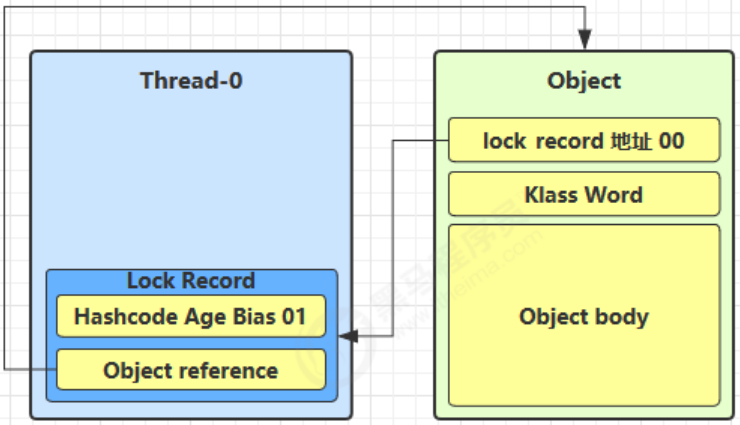 Thread-0
Lock Record
Hashcode Age Bias 01
Object reference
Object
lock record 地址 00
Klass Word
Object body
黑马程序员
www.itheima.com